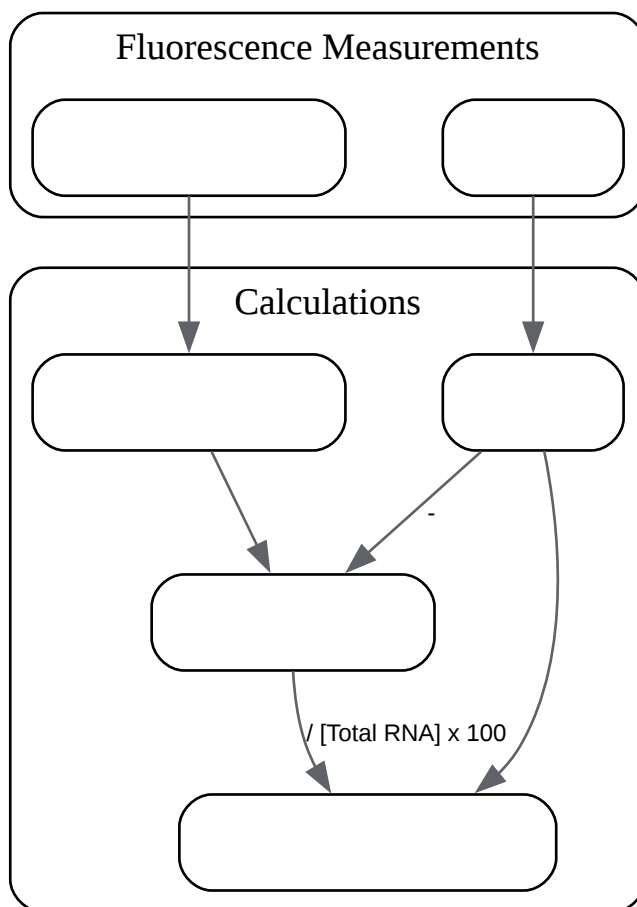 Fluorescence Measurements
Calculations
-
/ [Total RNA] x 100